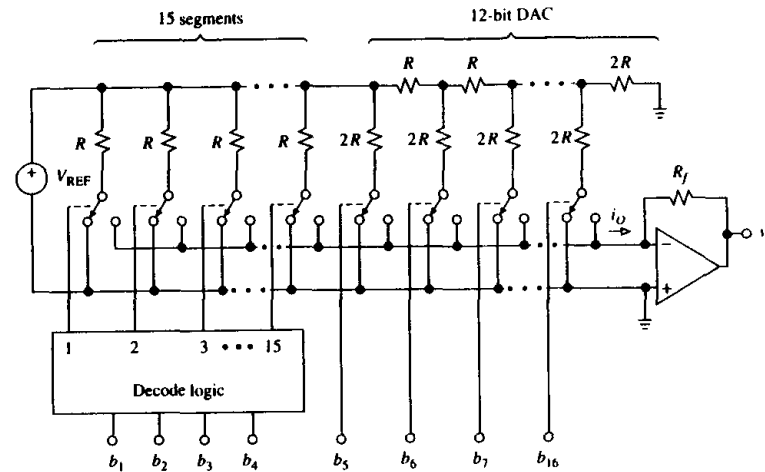 15 segments 12-bit DAC
R R 2R
R R R R 2R 2R 2R 2R
V_REF
R_f
i_O
v
1 2 3 ••• 15
Decode logic
b_1 b_2 b_3 b_4 b_5 b_6 b_7 b_16